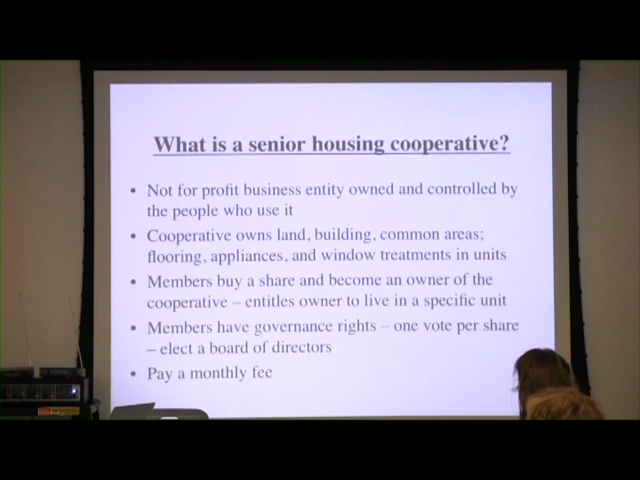 What is a senior housing cooperative?
• Not for profit business entity owned and controlled by
the people who use it
• Cooperative owns land, building, common areas;
flooring, appliances, and window treatments in units
• Members buy a share and become an owner of the
cooperative – entitles owner to live in a specific unit
• Members have governance rights – one vote per share
– elect a board of directors
• Pay a monthly fee